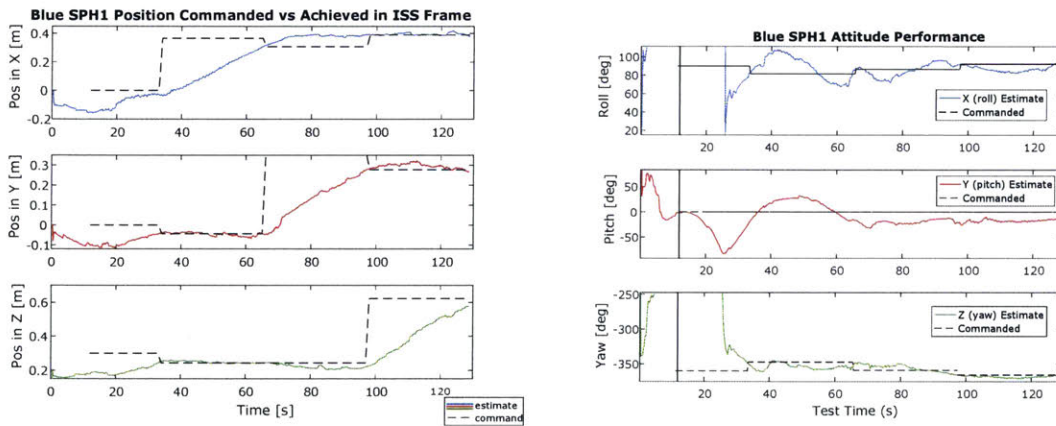 Blue SPH1 Position Commanded vs Achieved in ISS Frame
Pos in X [m]
0.4
0.2
0
-0.2
0 20 40 60 80 100 120
Pos in Y [m]
0.3
0.2
0
-0.1
0 20 40 60 80 100 120
Pos in Z [m]
0.6
0.4
0.2
0 20 40 60 80 100 120
Time [s]
estimate
command
Blue SPH1 Attitude Performance
Roll [deg]
100
80
60
40
20
20 40 60 80 100 120
X (roll) Estimate
Commanded
Pitch [deg]
50
0
-50
20 40 60 80 100 120
Y (pitch) Estimate
Commanded
Yaw [deg]
-250
-300
-350
20 40 60 80 100 120
Z (yaw) Estimate
Commanded
Test Time (s)